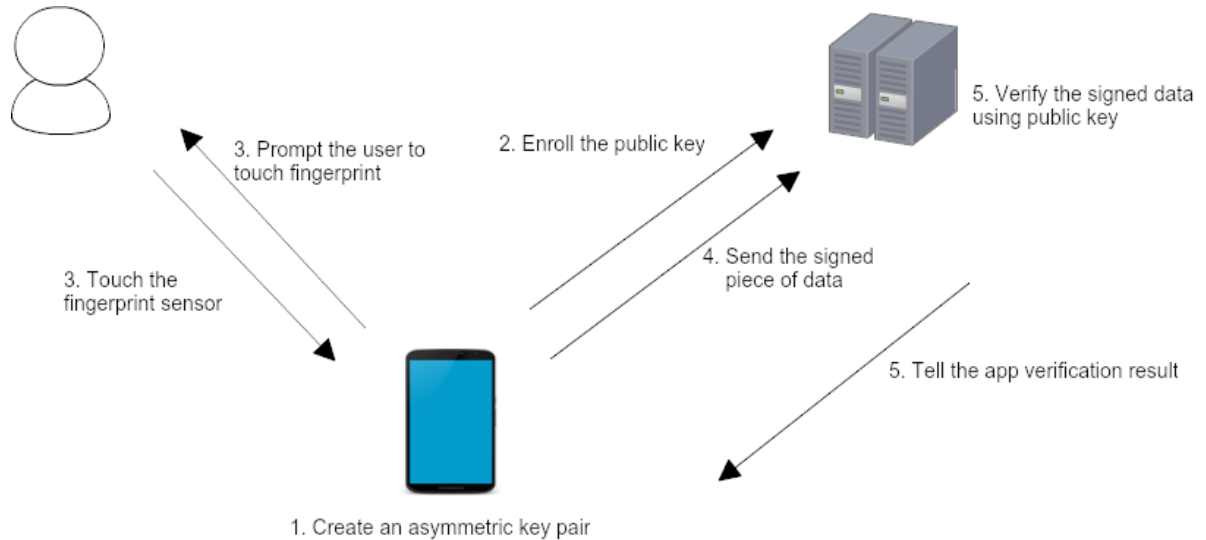 5. Verify the signed data
using public key
2. Enroll the public key
3. Prompt the user to
touch fingerprint
4. Send the signed
piece of data
3. Touch the
fingerprint sensor
5. Tell the app verification result
1. Create an asymmetric key pair